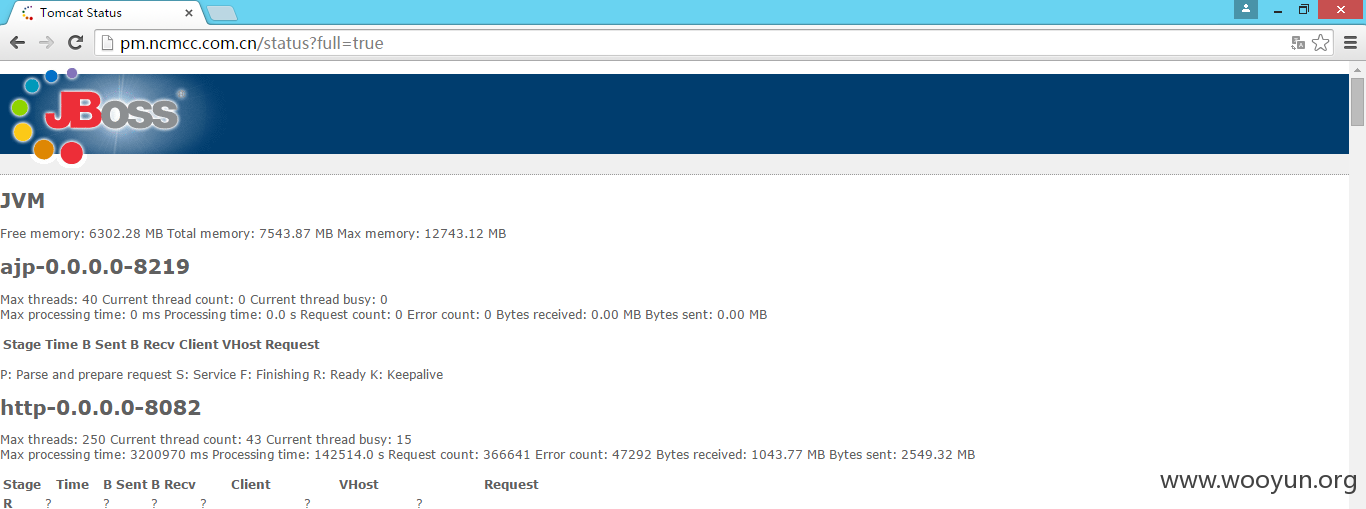 Tomcat Status
pm.ncmcc.com.cn/status?full=true
JBoss®
JVM
Free memory: 6302.28 MB Total memory: 7543.87 MB Max memory: 12743.12 MB
ajp-0.0.0.0-8219
Max threads: 40 Current thread count: 0 Current thread busy: 0
Max processing time: 0 ms Processing time: 0.0 s Request count: 0 Error count: 0 Bytes received: 0.00 MB Bytes sent: 0.00 MB
Stage Time B Sent B Recv Client VHost Request
P: Parse and prepare request S: Service F: Finishing R: Ready K: Keepalive
http-0.0.0.0-8082
Max threads: 250 Current thread count: 43 Current thread busy: 15
Max processing time: 3200970 ms Processing time: 142514.0 s Request count: 366641 Error count: 47292 Bytes received: 1043.77 MB Bytes sent: 2549.32 MB
Stage Time B Sent B Recv Client VHost Request
R ? ? ? ? ? ?
www.wooyun.org